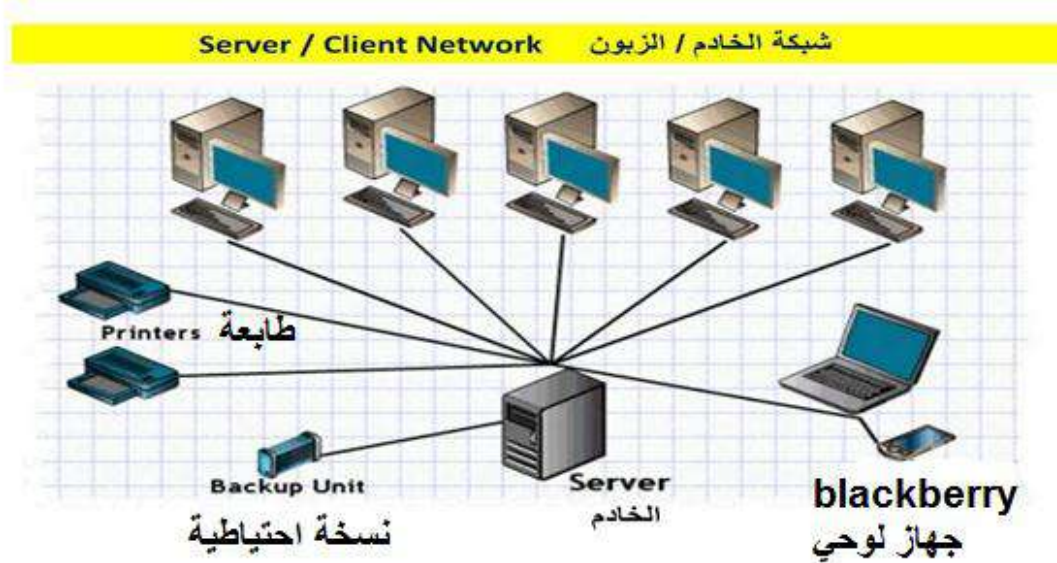 Server / Client Network شبكة الخادم / الزبون
Printers طابعة
Backup Unit
نسخة احتياطية
Server
الخادم
blackberry
جهاز لوحي